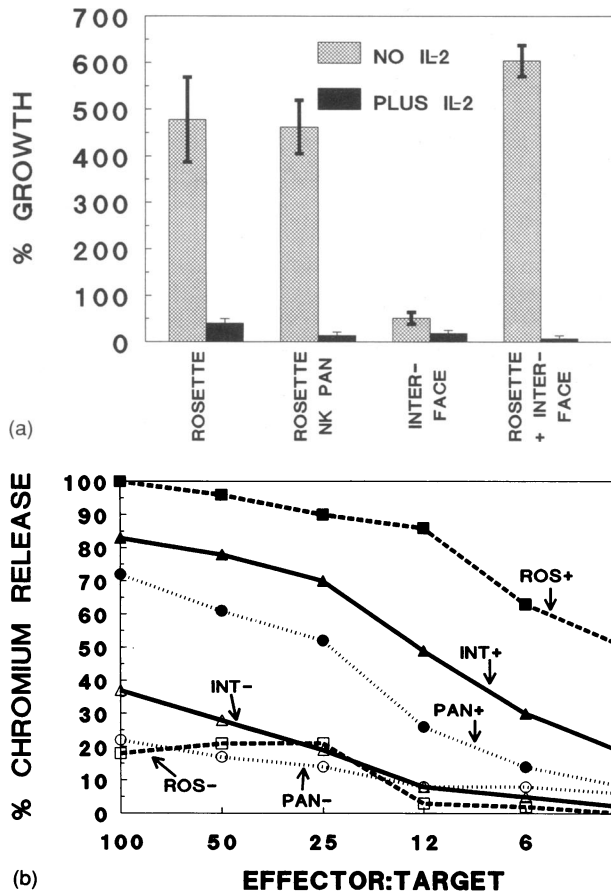 700
600
500
400
300
200
100
0
% GROWTH
NO IL-2
PLUS IL-2
ROSETTE
ROSETTE
NK PAN
INTER-
FACE
ROSETTE
+ INTER-
FACE
(a)
100
90
80
70
60
50
40
30
20
10
0
% CHROMIUM RELEASE
ROS+
INT+
PAN+
INT-
ROS-
PAN-
100
50
25
12
6
EFFECTOR:TARGET
(b)